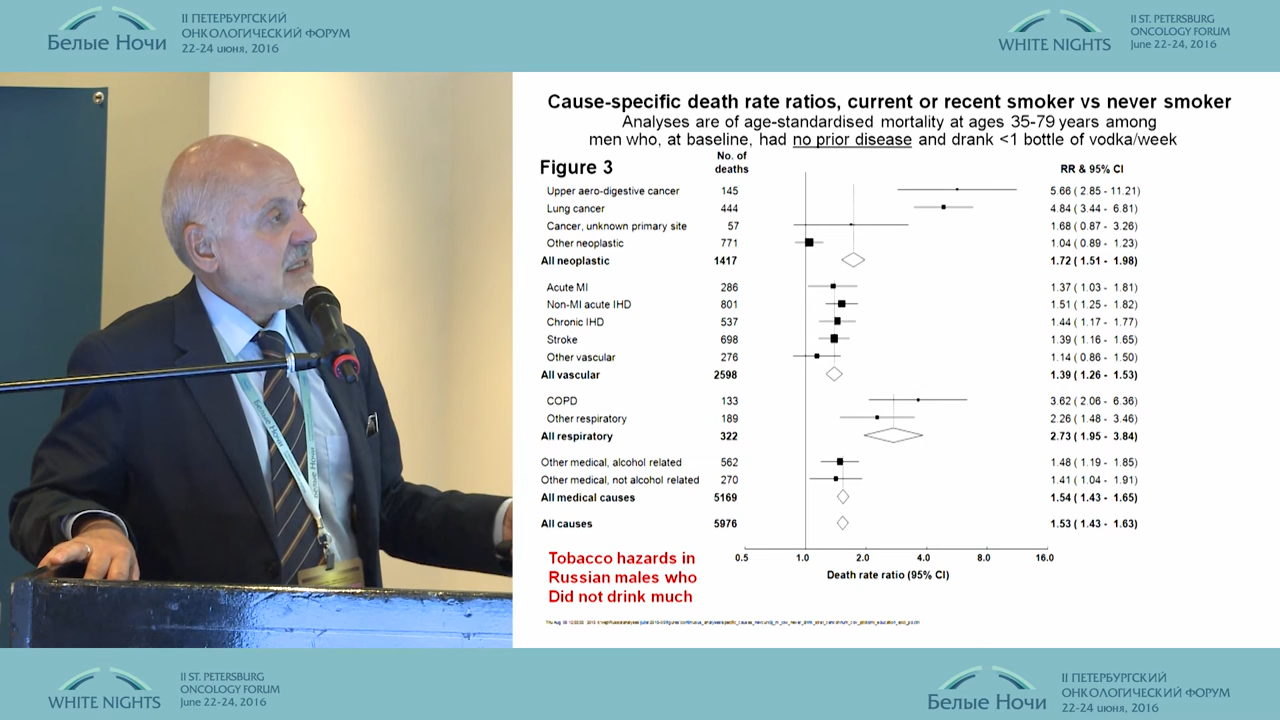 Белые Ночи
II ПЕТЕРБУРГСКИЙ
ОНКОЛОГИЧЕСКИЙ ФОРУМ
22-24 июня, 2016
WHITE NIGHTS
II ST. PETERSBURG
ONCOLOGY FORUM
June 22-24, 2016
Cause-specific death rate ratios, current or recent smoker vs never smoker
Analyses are of age-standardised mortality at ages 35-79 years among
men who, at baseline, had no prior disease and drank <1 bottle of vodka/week
Figure 3
No. of
deaths
RR & 95% CI
Upper aero-digestive cancer 145 5.66 ( 2.85 - 11.21)
Lung cancer 444 4.84 ( 3.44 - 6.81)
Cancer, unknown primary site 57 1.68 ( 0.87 - 3.26)
Other neoplastic 771 1.04 ( 0.89 - 1.23)
All neoplastic 1417 1.72 ( 1.51 - 1.98)
Acute MI 286 1.37 ( 1.03 - 1.81)
Non-MI acute IHD 801 1.51 ( 1.25 - 1.82)
Chronic IHD 537 1.44 ( 1.17 - 1.77)
Stroke 698 1.39 ( 1.16 - 1.65)
Other vascular 276 1.14 ( 0.86 - 1.50)
All vascular 2598 1.39 ( 1.26 - 1.53)
COPD 133 3.62 ( 2.06 - 6.36)
Other respiratory 189 2.26 ( 1.48 - 3.46)
All respiratory 322 2.73 ( 1.95 - 3.84)
Other medical, alcohol related 562 1.48 ( 1.19 - 1.85)
Other medical, not alcohol related 270 1.41 ( 1.04 - 1.91)
All medical causes 5169 1.54 ( 1.43 - 1.65)
All causes 5976 1.53 ( 1.43 - 1.63)
0.5 1.0 2.0 4.0 8.0 16.0
Death rate ratio (95% CI)
Tobacco hazards in
Russian males who
Did not drink much
Белые Ночи
Белые Ночи
WHITE NIGHTS
II ST. PETERSBURG
ONCOLOGY FORUM
June 22-24, 2016
Белые Ночи
II ПЕТЕРБУРГСКИЙ
ОНКОЛОГИЧЕСКИЙ ФОРУМ
22-24 июня, 2016